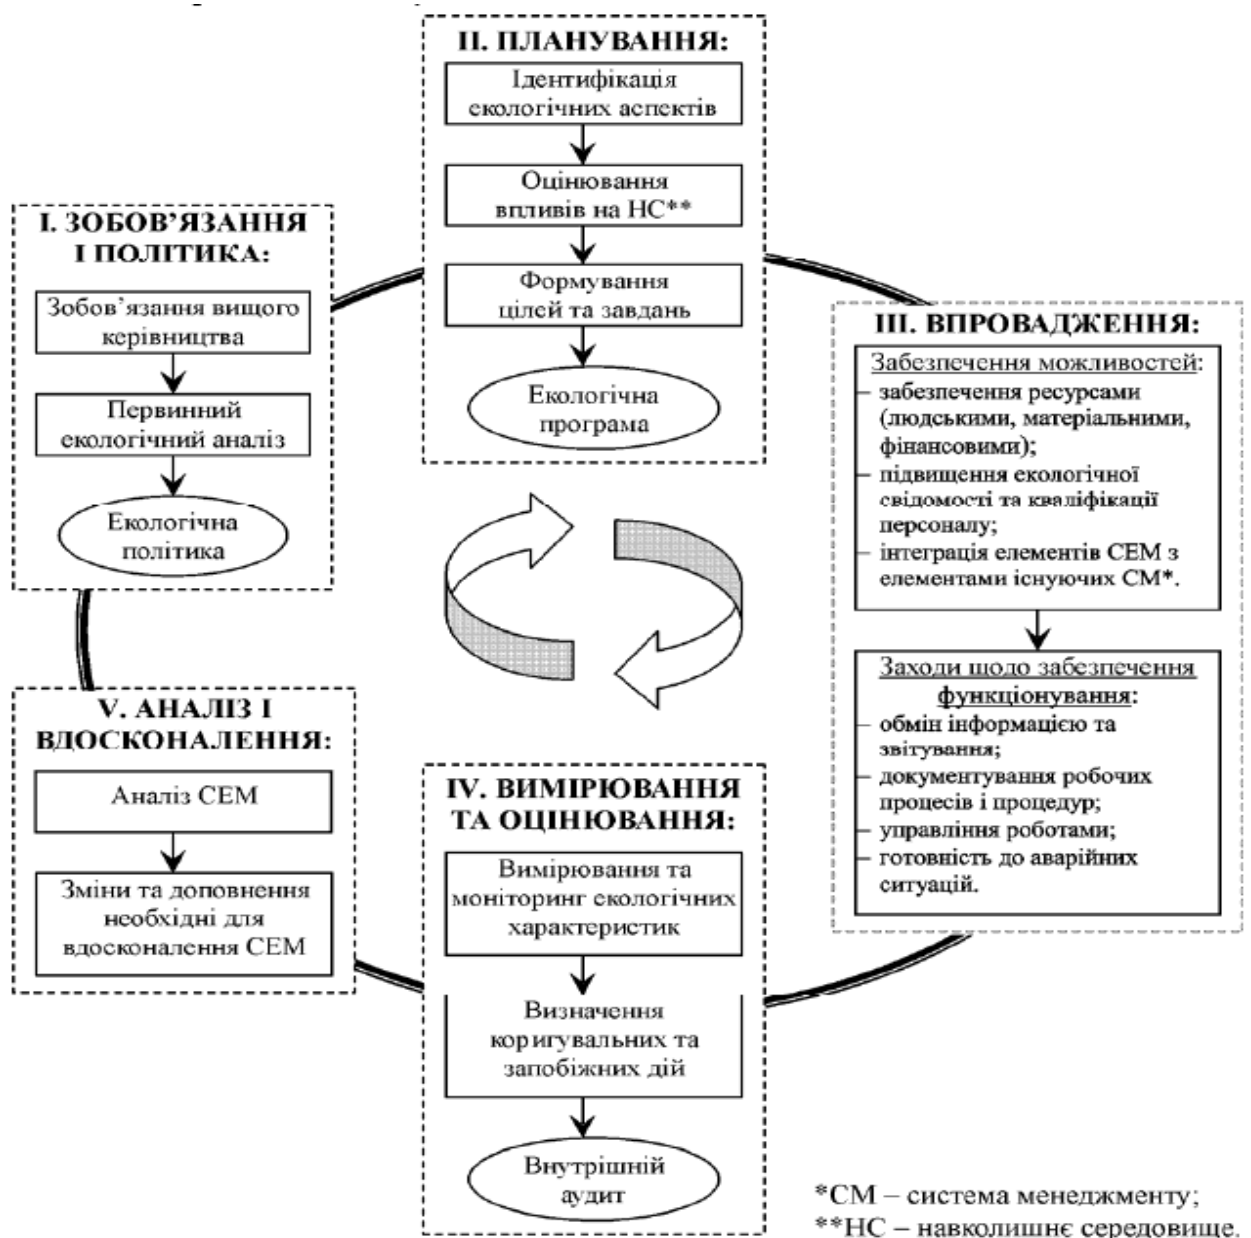 І. ЗОБОВ’ЯЗАННЯ
І ПОЛІТИКА:
Зобов’язання вищого
керівництва
Первинний
екологічний аналіз
Екологічна
політика
ІІ. ПЛАНУВАННЯ:
Ідентифікація
екологічних аспектів
Оцінювання
впливів на НС**
Формування
цілей та завдань
Екологічна
програма
ІІІ. ВПРОВАДЖЕННЯ:
Забезпечення можливостей:
– забезпечення ресурсами
(людськими, матеріальними,
фінансовими);
– підвищення екологічної
свідомості та кваліфікації
персоналу;
– інтеграція елементів СЕМ з
елементами існуючих СМ*.
Заходи щодо забезпечення
функціонування:
– обмін інформацією та
звітування;
– документування робочих
процесів і процедур;
– управління роботами;
– готовність до аварійних
ситуацій.
IV. ВИМІРЮВАННЯ
ТА ОЦІНЮВАННЯ:
Вимірювання та
моніторинг екологічних
характеристик
Визначення
коригувальних та
запобіжних дій
Внутрішній
аудит
V. АНАЛІЗ І
ВДОСКОНАЛЕННЯ:
Аналіз СЕМ
Зміни та доповнення
необхідні для
вдосконалення СЕМ
*СМ – система менеджменту;
**НС – навколишнє середовище.